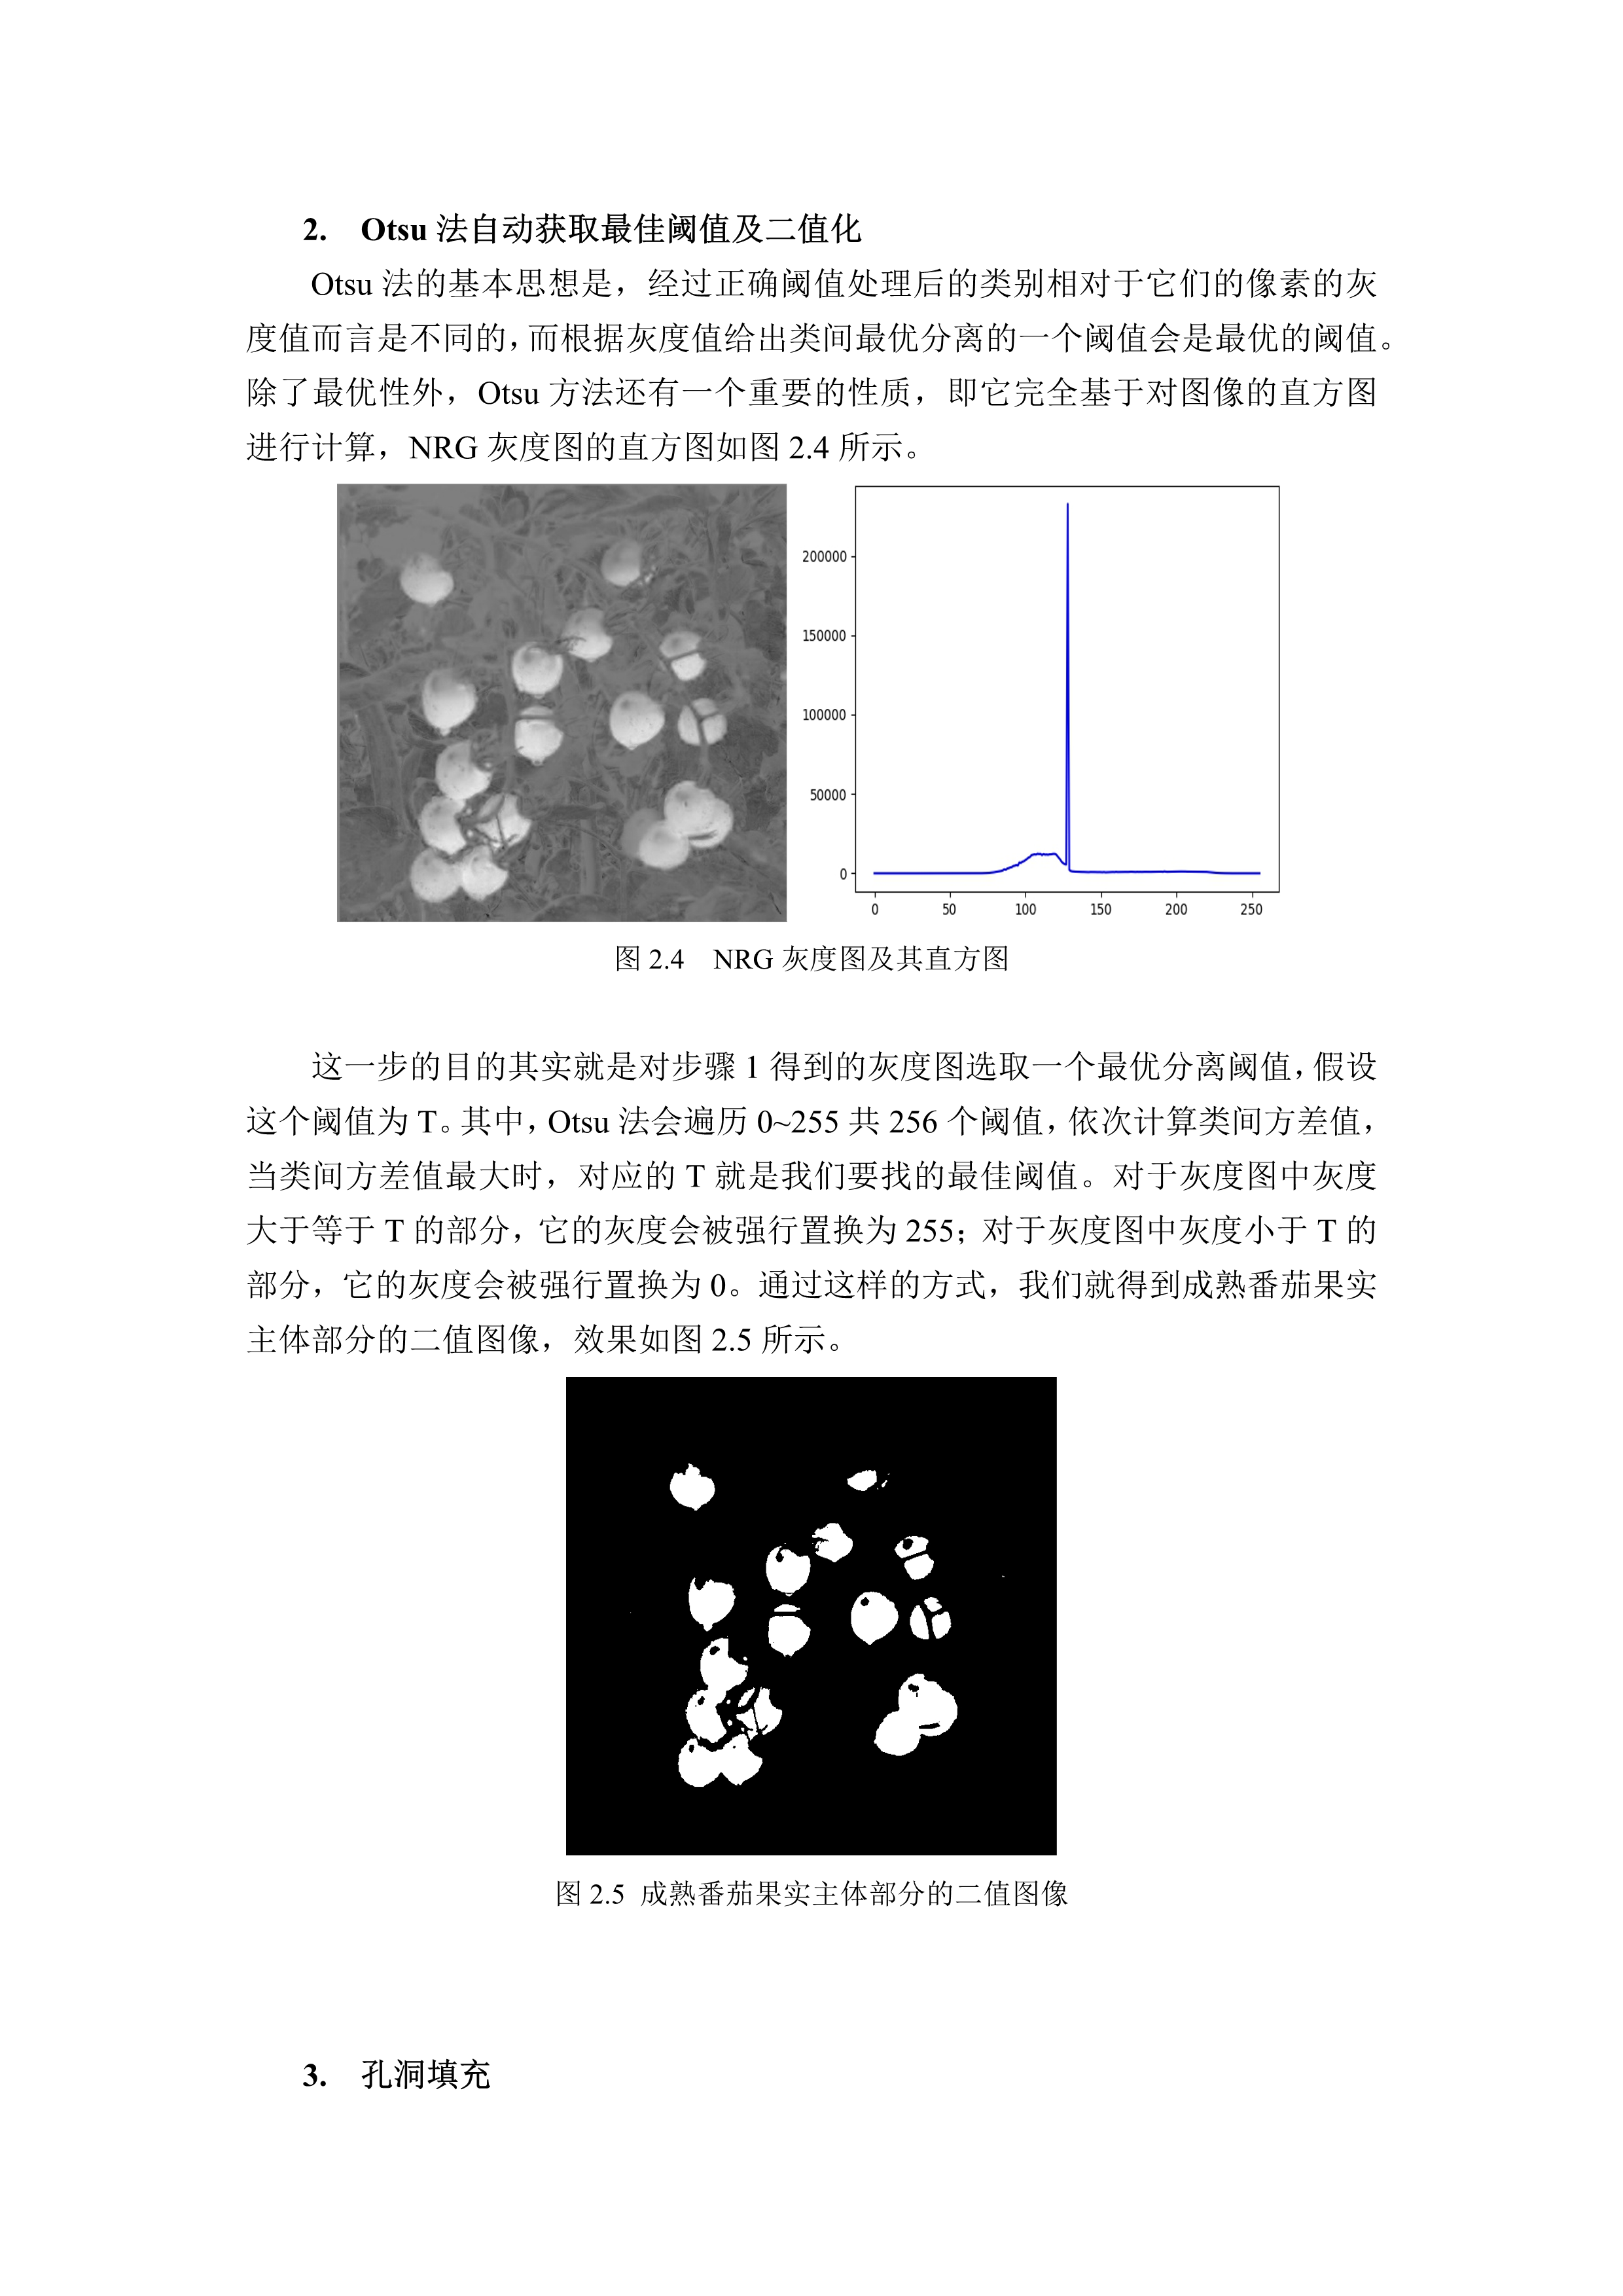 2. Otsu 法自动获取最佳阈值及二值化
Otsu 法的基本思想是，经过正确阈值处理后的类别相对于它们的像素的灰
度值而言是不同的，而根据灰度值给出类间最优分离的一个阈值会是最优的阈值。
除了最优性外，Otsu 方法还有一个重要的性质，即它完全基于对图像的直方图
进行计算，NRG 灰度图的直方图如图 2.4 所示。
200000
150000
100000
50000
0
0 50 100 150 200 250
图 2.4 NRG 灰度图及其直方图
这一步的目的其实就是对步骤 1 得到的灰度图选取一个最优分离阈值，假设
这个阈值为 T。其中，Otsu 法会遍历 0~255 共 256 个阈值，依次计算类间方差值，
当类间方差值最大时，对应的 T 就是我们要找的最佳阈值。对于灰度图中灰度
大于等于 T 的部分，它的灰度会被强行置换为 255；对于灰度图中灰度小于 T 的
部分，它的灰度会被强行置换为 0。通过这样的方式，我们就得到成熟番茄果实
主体部分的二值图像，效果如图 2.5 所示。
图 2.5 成熟番茄果实主体部分的二值图像
3. 孔洞填充